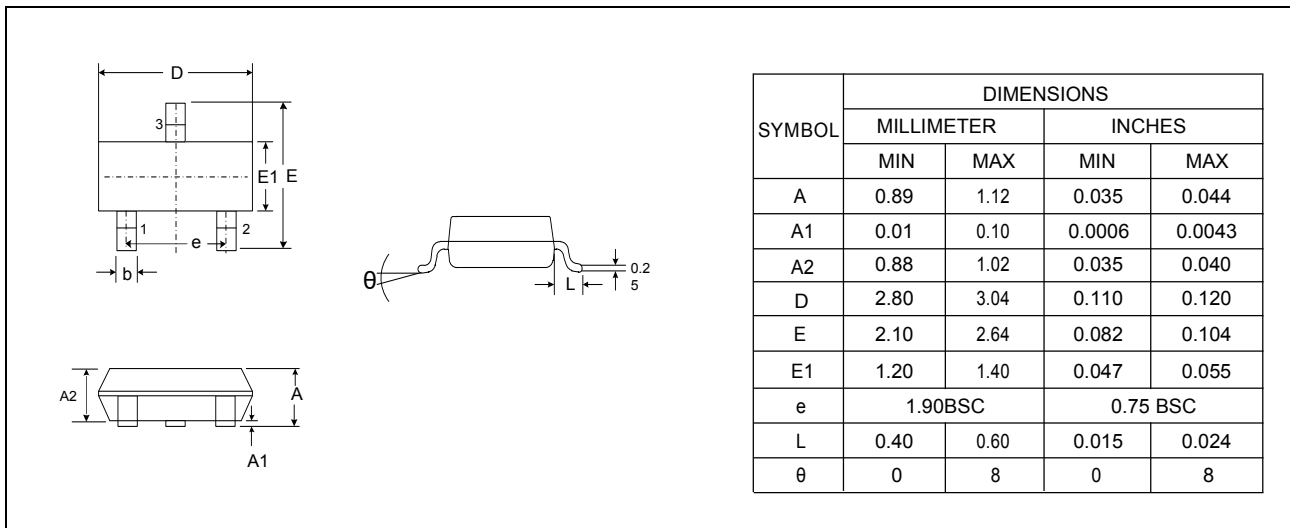 D
3
E1 E
1 2
e
b
θ
L
0.2
5
A2
A
A1
DIMENSIONS
SYMBOL MILLIMETER INCHES
MIN MAX MIN MAX
A 0.89 1.12 0.035 0.044
A1 0.01 0.10 0.0006 0.0043
A2 0.88 1.02 0.035 0.040
D 2.80 3.04 0.110 0.120
E 2.10 2.64 0.082 0.104
E1 1.20 1.40 0.047 0.055
e 1.90BSC 0.75 BSC
L 0.40 0.60 0.015 0.024
θ 0 8 0 8